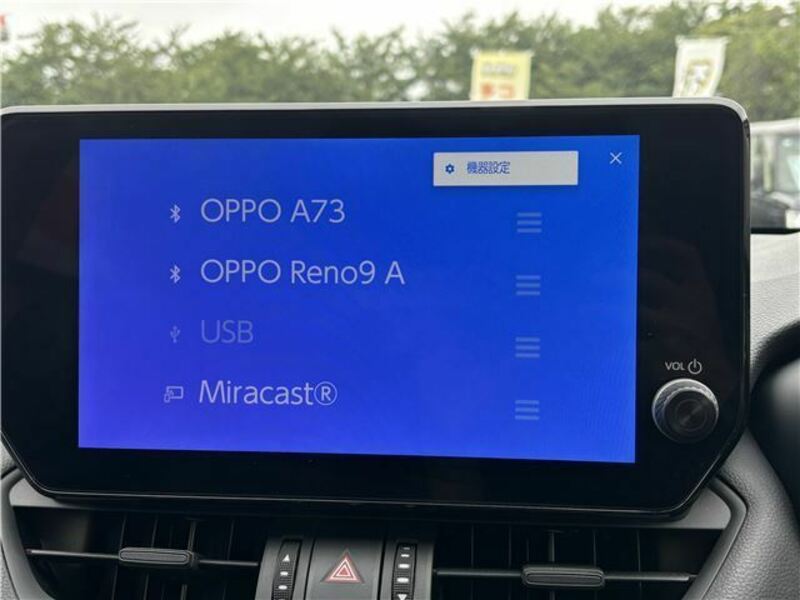 機器設定
OPPO A73
OPPO Reno9 A
USB
Miracast®
VOL